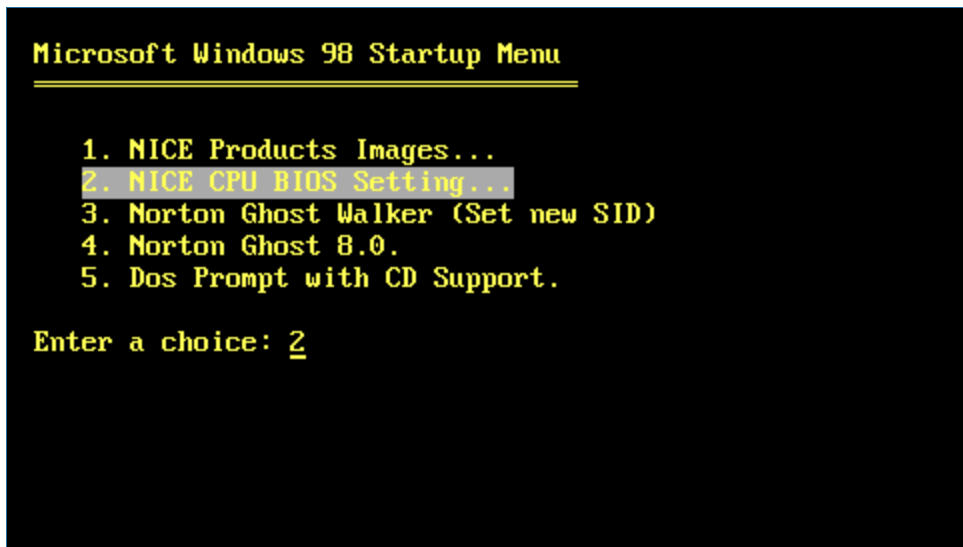 Microsoft Windows 98 Startup Menu
1. NICE Products Images...
2. NICE CPU BIOS Setting...
3. Norton Ghost Walker (Set new SID)
4. Norton Ghost 8.0.
5. Dos Prompt with CD Support.
Enter a choice: 2